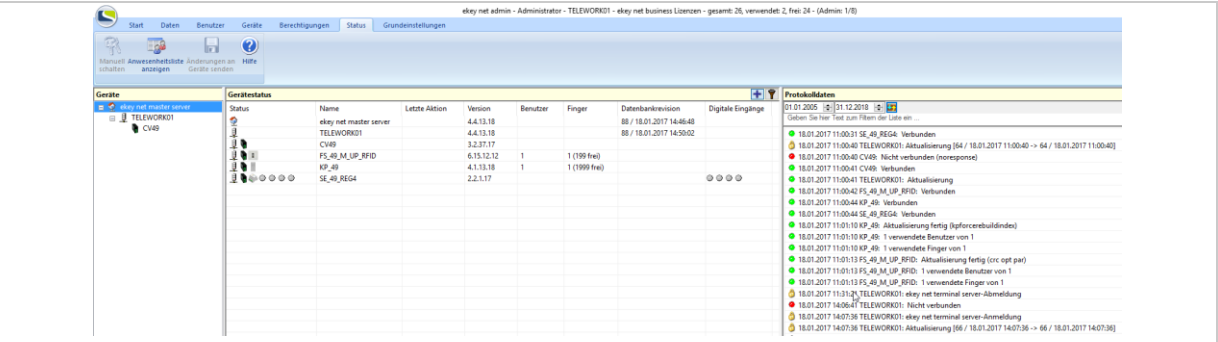 ekey net admin - Administrator - TELEWORK01 - ekey net business Lizenzen - gesamt: 26, verwendet: 2, frei: 24 - (Admin: 1/8)
Start Daten Benutzer Geräte Berechtigungen Status Grundeinstellungen
Manuell Anwesenheitsliste Änderungen an Hilfe
schalten anzeigen Geräte senden
Geräte
ekey net master server
TELEWORK01
CV49
Gerätestatus
Status Name Letzte Aktion Version Benutzer Finger Datenbankrevision Digitale Eingänge
ekey net master server 4.4.13.18 88 / 18.01.2017 14:46:48
TELEWORK01 4.4.13.18 88 / 18.01.2017 14:50:02
CV49 3.2.37.17
FS_49_M_UP_RFID 6.15.12.12 1 1 (199 frei)
KP_49 4.1.13.18 1 1 (1999 frei)
SE_49_REG4 2.2.1.17
Protokolldaten
01.01.2005 31.12.2018
Geben Sie hier Text zum Filtern der Liste ein ...
18.01.2017 11:00:31 SE_49_REG4: Verbunden
18.01.2017 11:00:40 TELEWORK01: Aktualisierung [64 / 18.01.2017 11:00:40 -> 64 / 18.01.2017 11:00:40]
18.01.2017 11:00:40 CV49: Nicht verbunden (noresponse)
18.01.2017 11:00:41 CV49: Verbunden
18.01.2017 11:00:41 TELEWORK01: Aktualisierung
18.01.2017 11:00:42 FS_49_M_UP_RFID: Verbunden
18.01.2017 11:00:44 KP_49: Verbunden
18.01.2017 11:00:44 SE_49_REG4: Verbunden
18.01.2017 11:01:10 KP_49: Aktualisierung fertig (kpforcerebuildindex)
18.01.2017 11:01:10 KP_49: 1 verwendete Benutzer von 1
18.01.2017 11:01:10 KP_49: 1 verwendete Finger von 1
18.01.2017 11:01:13 FS_49_M_UP_RFID: Aktualisierung fertig (crc opt par)
18.01.2017 11:01:13 FS_49_M_UP_RFID: 1 verwendete Benutzer von 1
18.01.2017 11:01:13 FS_49_M_UP_RFID: 1 verwendete Finger von 1
18.01.2017 TELEWORK01: ekey net terminal server-Abmeldung
18.01.2017 14:06:41 TELEWORK01: Nicht verbunden
18.01.2017 14:07:36 TELEWORK01: ekey net terminal server-Anmeldung
18.01.2017 14:07:36 TELEWORK01: Aktualisierung [66 / 18.01.2017 14:07:36 -> 66 / 18.01.2017 14:07:36]